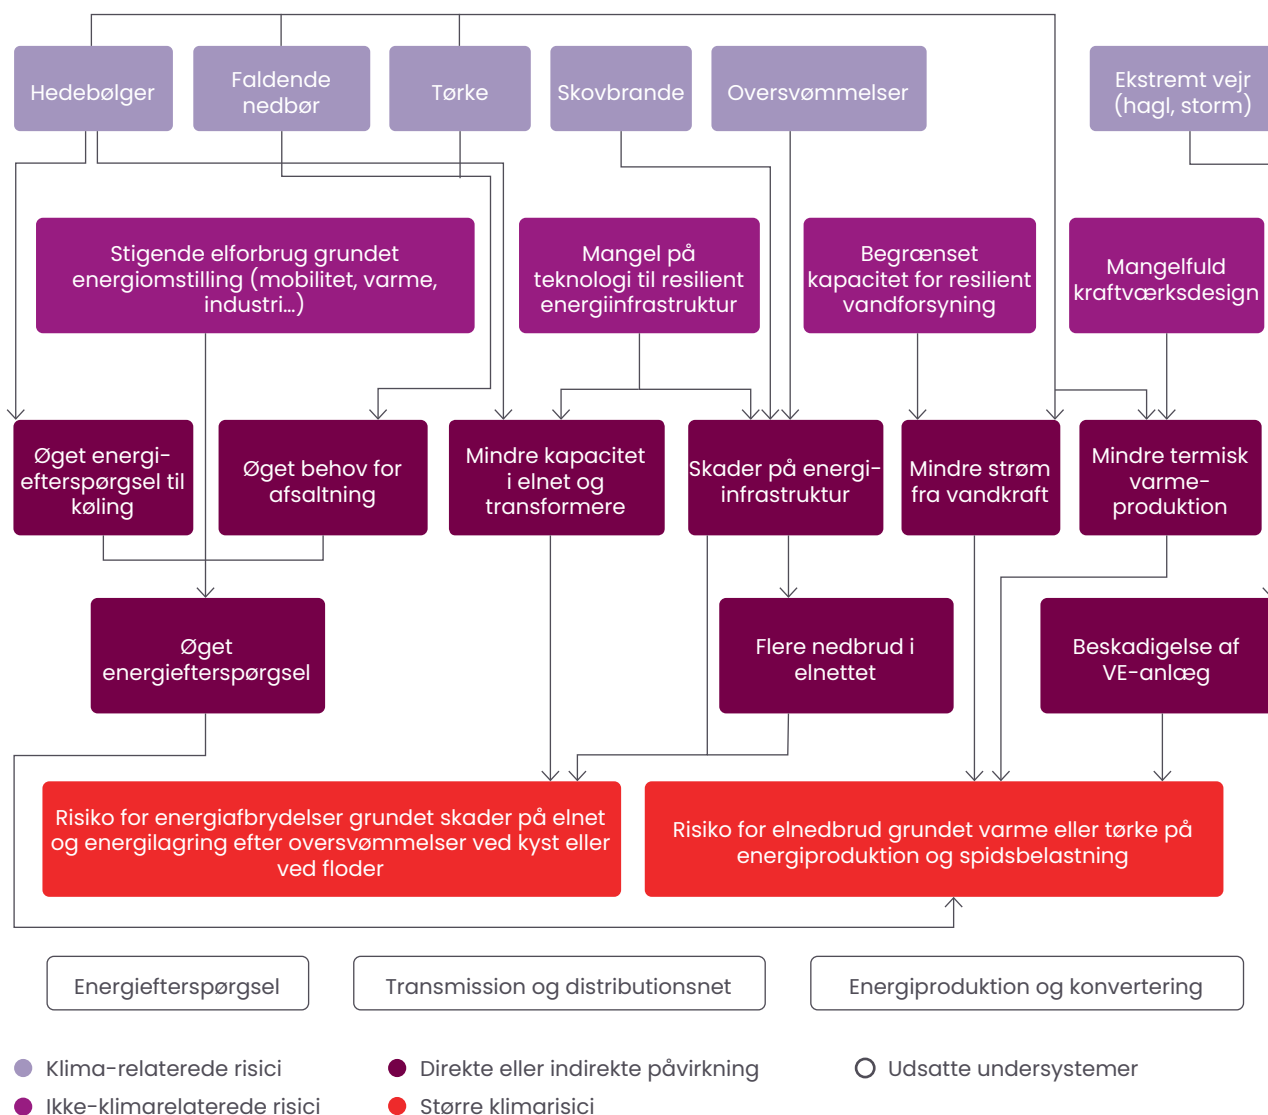 Hedebølger
Faldende
nedbør
Tørke
Skovbrande
Oversvømmelser
Ekstremt vejr
(hagl, storm)
Stigende elforbrug grundet
energiomstilling (mobilitet, varme,
industri...)
Mangel på
teknologi til resilient
energiinfrastruktur
Begrænset
kapacitet for resilient
vandforsyning
Mangelfuld
kraftværksdesign
Øget energi-
efterspørgsel til
køling
Øget behov for
afsaltning
Mindre kapacitet
i elnet og
transformere
Skader på energi-
infrastruktur
Mindre strøm
fra vandkraft
Mindre termisk
varme-
produktion
Øget
energiefterspørgsel
Flere nedbrud i
elnettet
Beskadigelse af
VE-anlæg
Risiko for energiafbrydelser grundet skader på elnet
og energilagring efter oversvømmelser ved kyst eller
ved floder
Risiko for elnedbrud grundet varme eller tørke på
energiproduktion og spidsbelastning
Energiefterspørgsel
Transmission og distributionsnet
Energiproduktion og konvertering
Klima-relaterede risici
Direkte eller indirekte påvirkning
Udsatte undersystemer
Ikke-klimarelaterede risici
Større klimarisici